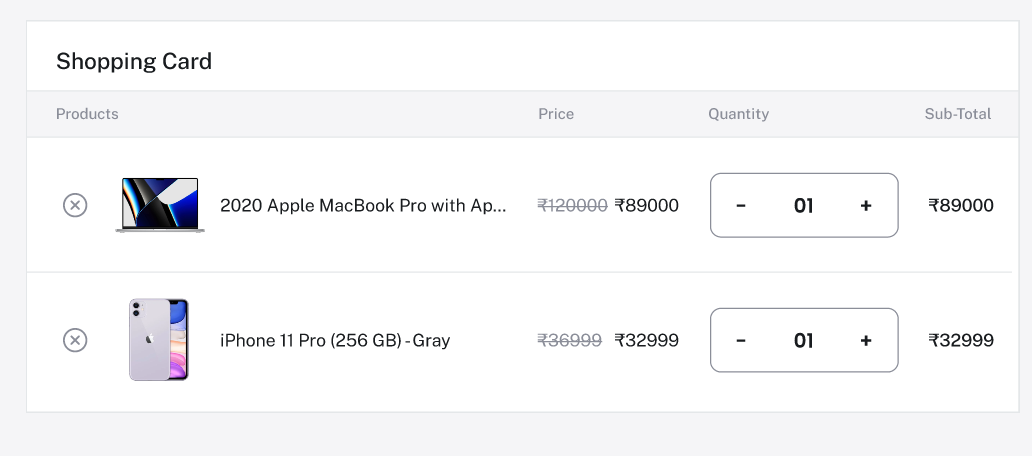 Shopping Card
Products Price Quantity Sub-Total
2020 Apple MacBook Pro with Ap... ₹120000 ₹89000 - 01 + ₹89000
iPhone 11 Pro (256 GB) - Gray ₹36999 ₹32999 - 01 + ₹32999